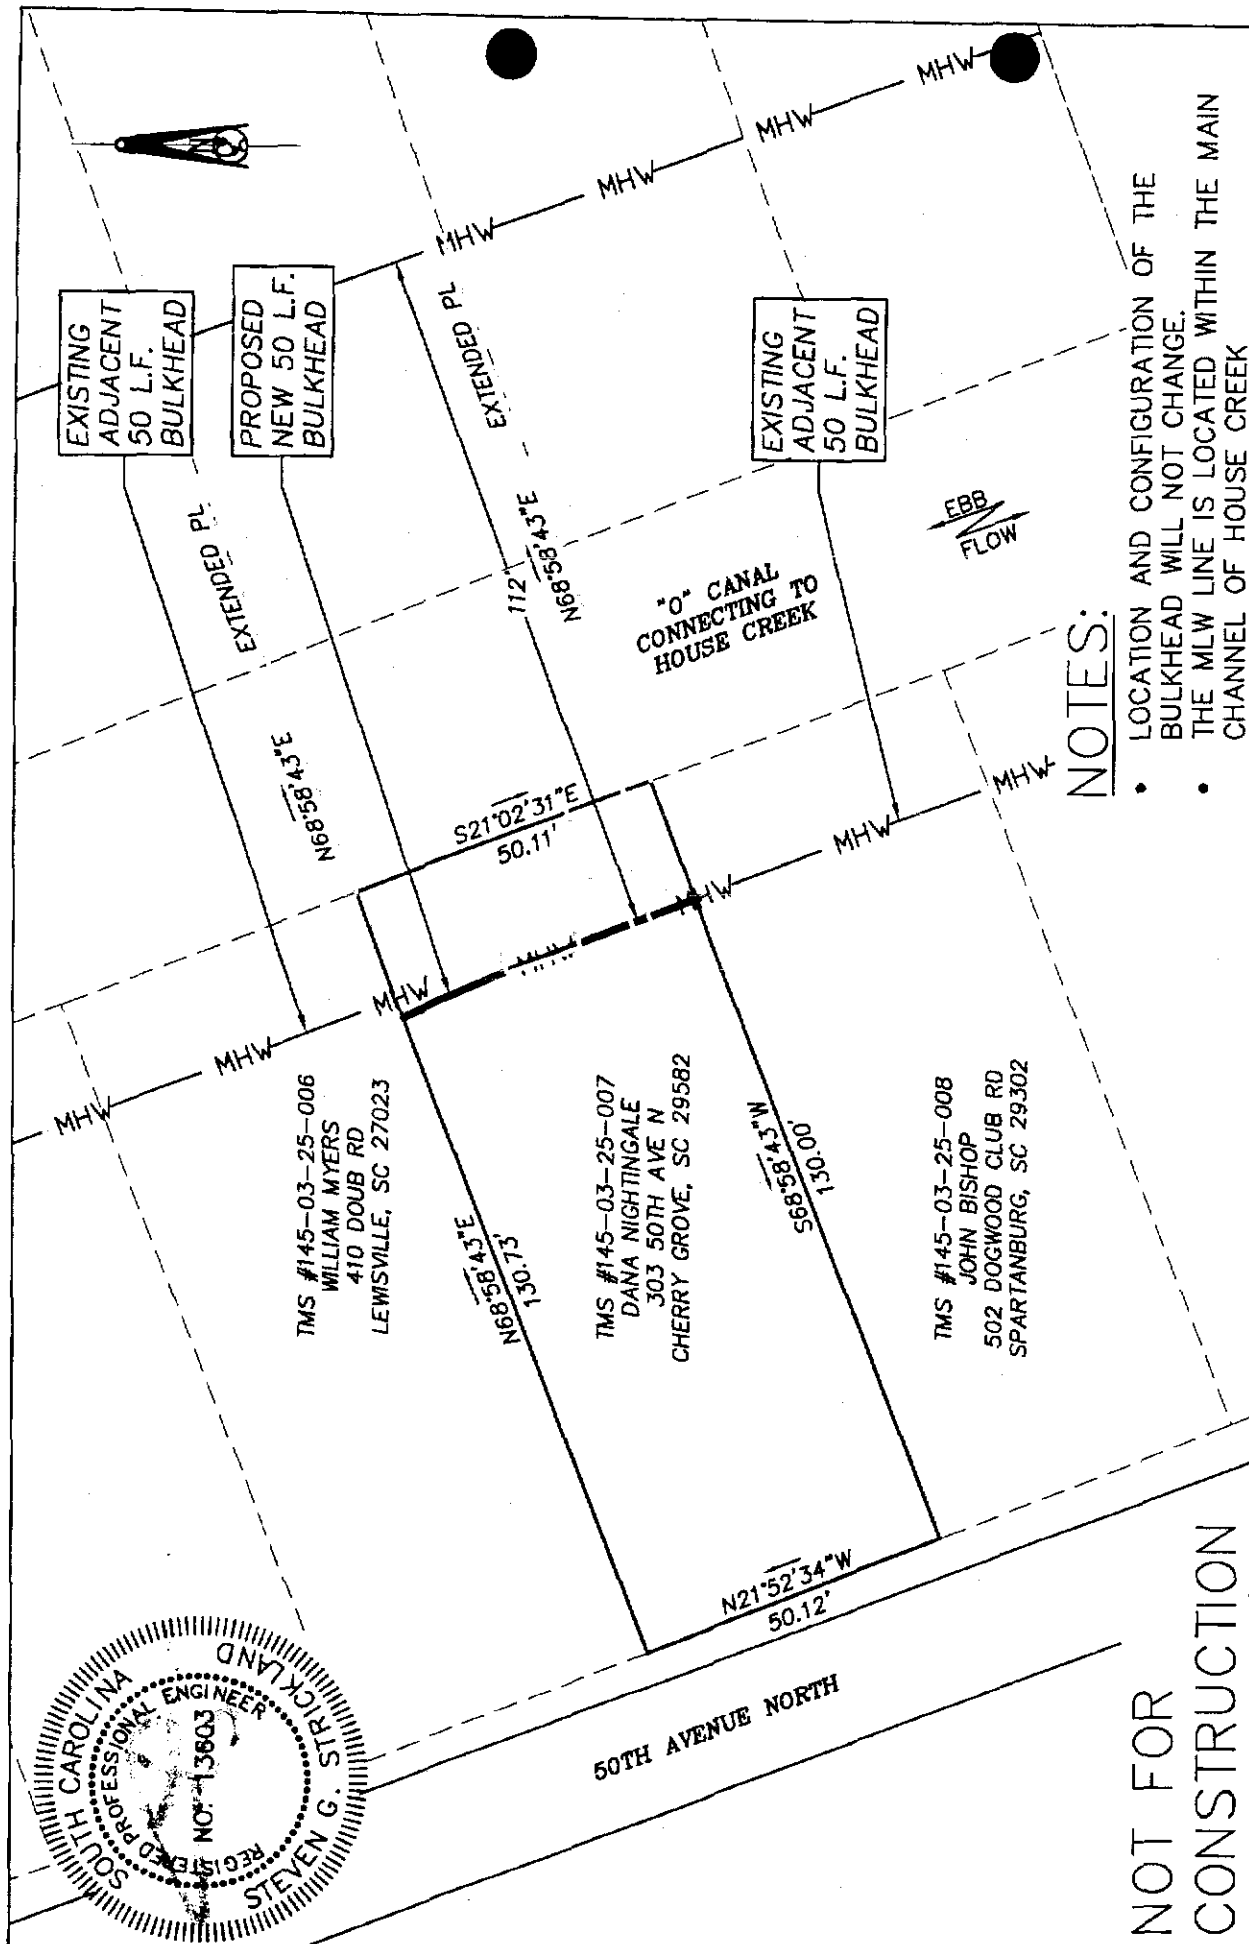 EXISTING
ADJACENT
50 L.F.
BULKHEAD
PROPOSED
NEW 50 L.F.
BULKHEAD
EXISTING
ADJACENT
50 L.F.
BULKHEAD
EXTENDED PL
EXTENDED PL
MHW
MHW
MHW
MHW
N68°58'43"E
112'
N68°58'43"E
"O" CANAL
CONNECTING TO
HOUSE CREEK
EBB
FLOW
S21°02'31"E
50.11'
MHW
MHW
MHW
MHW
MHW
MHW
MHW
TMS #145-03-25-006
WILLIAM MYERS
410 DOUB RD
LEWISVILLE, SC 27023
N68°58'43"E
130.73'
TMS #145-03-25-007
DANA NIGHTINGALE
303 50TH AVE N
CHERRY GROVE, SC 29582
S68°58'43"W
130.00'
TMS #145-03-25-008
JOHN BISHOP
502 DOGWOOD CLUB RD
SPARTANBURG, SC 29302
N21°52'34"W
50.12'
50TH AVENUE NORTH
SOUTH CAROLINA
REGISTERED PROFESSIONAL ENGINEER
NO. 13603
STEVEN G. STRICKLAND
NOTES:
• LOCATION AND CONFIGURATION OF THE
BULKHEAD WILL NOT CHANGE.
• THE MLW LINE IS LOCATED WITHIN THE MAIN
CHANNEL OF HOUSE CREEK
NOT FOR
CONSTRUCTION